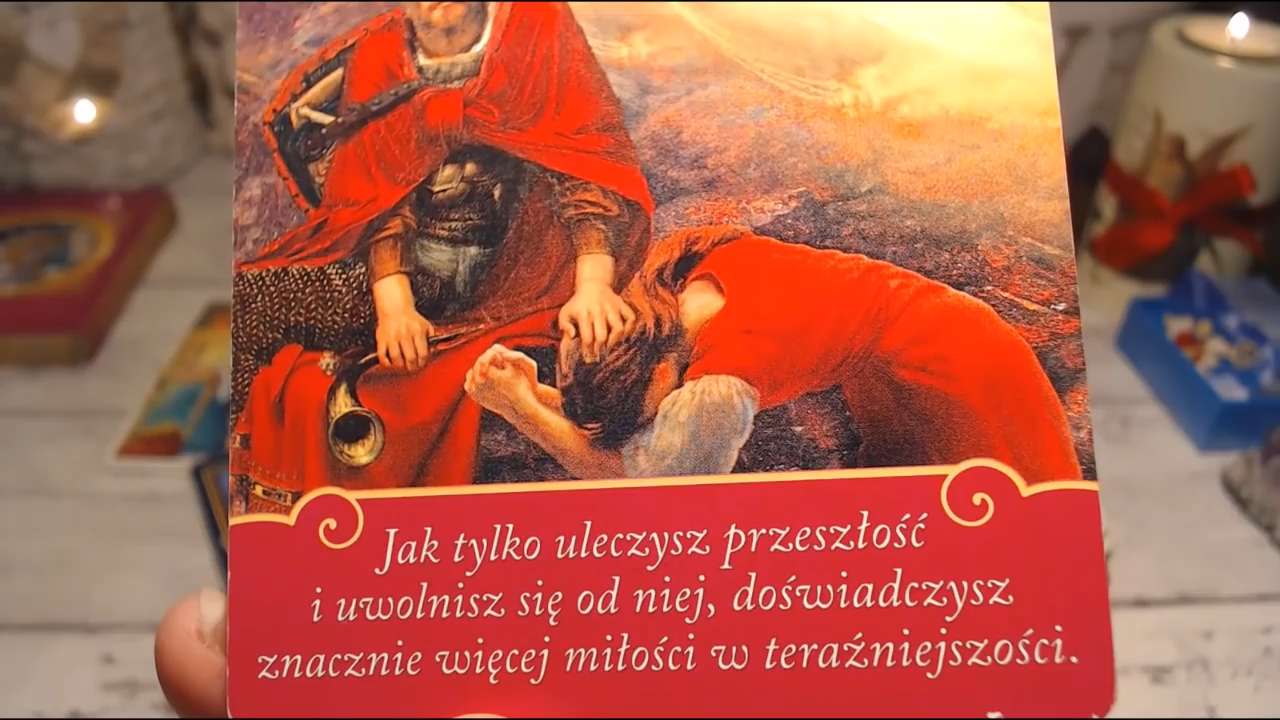 Jak tylko uleczysz przeszłość
i uwolnisz się od niej, doświadczysz
znacznie więcej miłości w teraźniejszości.